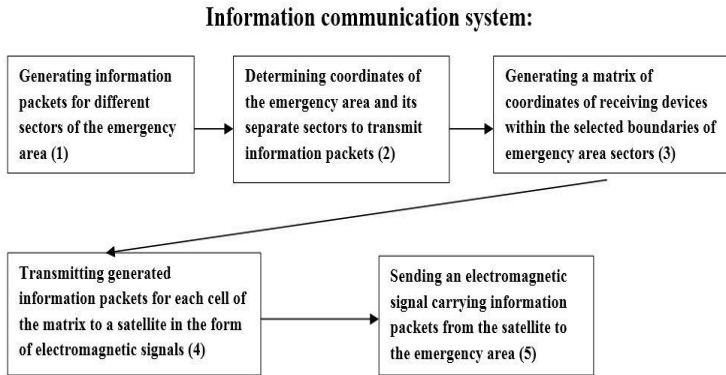 Information communication system:
Generating information
packets for different
sectors of the emergency
area (1)
Determining coordinates of
the emergency area and its
separate sectors to transmit
information packets (2)
Generating a matrix of
coordinates of receiving devices
within the selected boundaries of
emergency area sectors (3)
Transmitting generated
information packets for each cell of
the matrix to a satellite in the form
of electromagnetic signals (4)
Sending an electromagnetic
signal carrying information
packets from the satellite to
the emergency area (5)